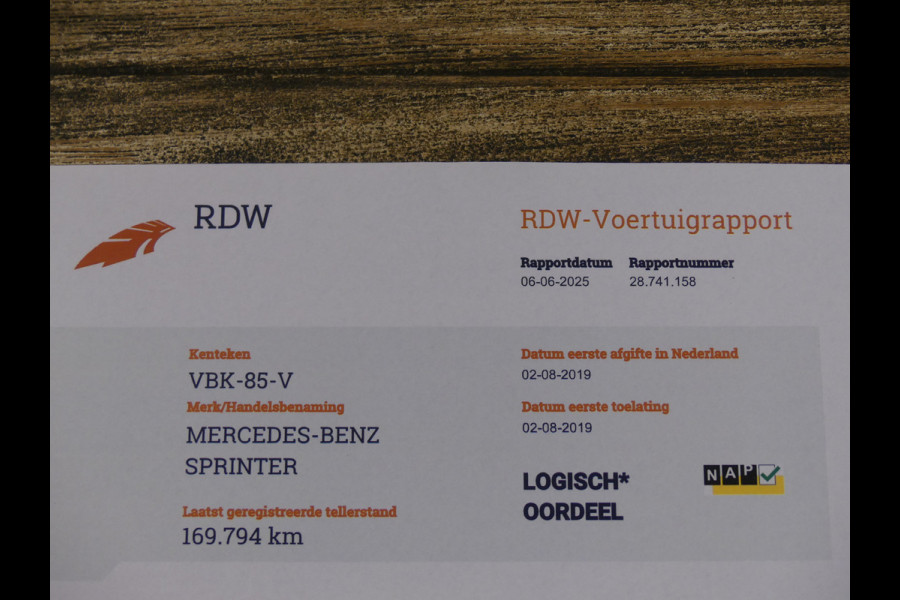 RDW
RDW-Voertuigrapport
Rapportdatum Rapportnummer
06-06-2025 28.741.158
Kenteken
VBK-85-V
Merk/Handelsbenaming
MERCEDES-BENZ
SPRINTER
Laatst geregistreerde tellerstand
169.794 km
Datum eerste afgifte in Nederland
02-08-2019
Datum eerste toelating
02-08-2019
LOGISCH*
OORDEEL
NAP